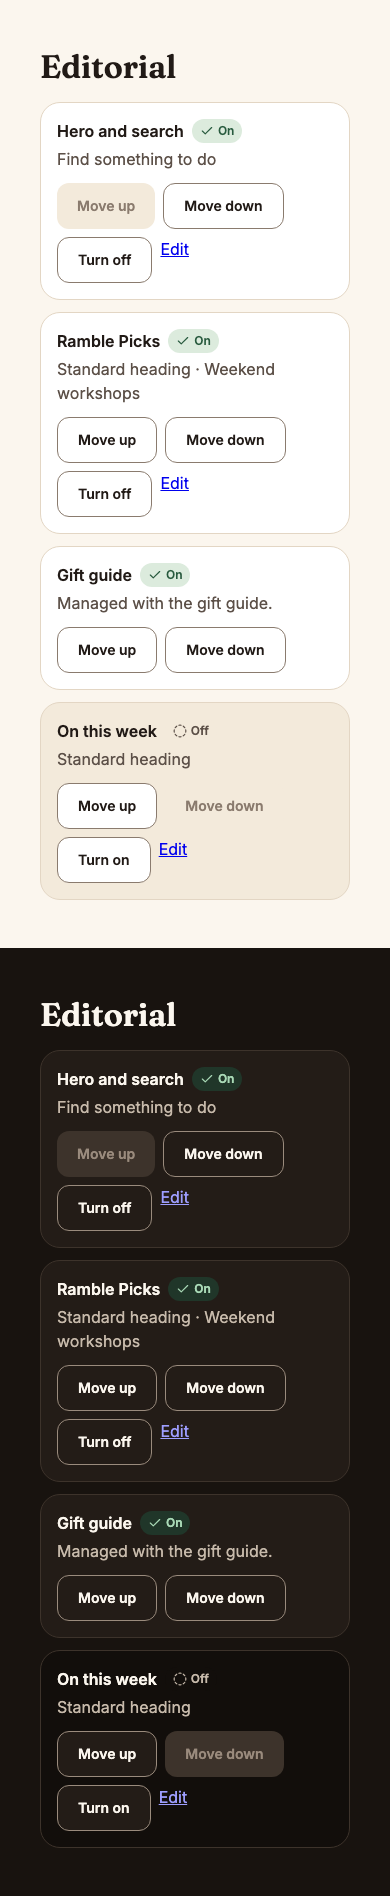 Editorial
Hero and search On
Find something to do
Move up Move down
Turn off Edit
Ramble Picks On
Standard heading · Weekend
workshops
Move up Move down
Turn off Edit
Gift guide On
Managed with the gift guide.
Move up Move down
On this week Off
Standard heading
Move up Move down
Turn on Edit
Editorial
Hero and search On
Find something to do
Move up Move down
Turn off Edit
Ramble Picks On
Standard heading · Weekend
workshops
Move up Move down
Turn off Edit
Gift guide On
Managed with the gift guide.
Move up Move down
On this week Off
Standard heading
Move up Move down
Turn on Edit